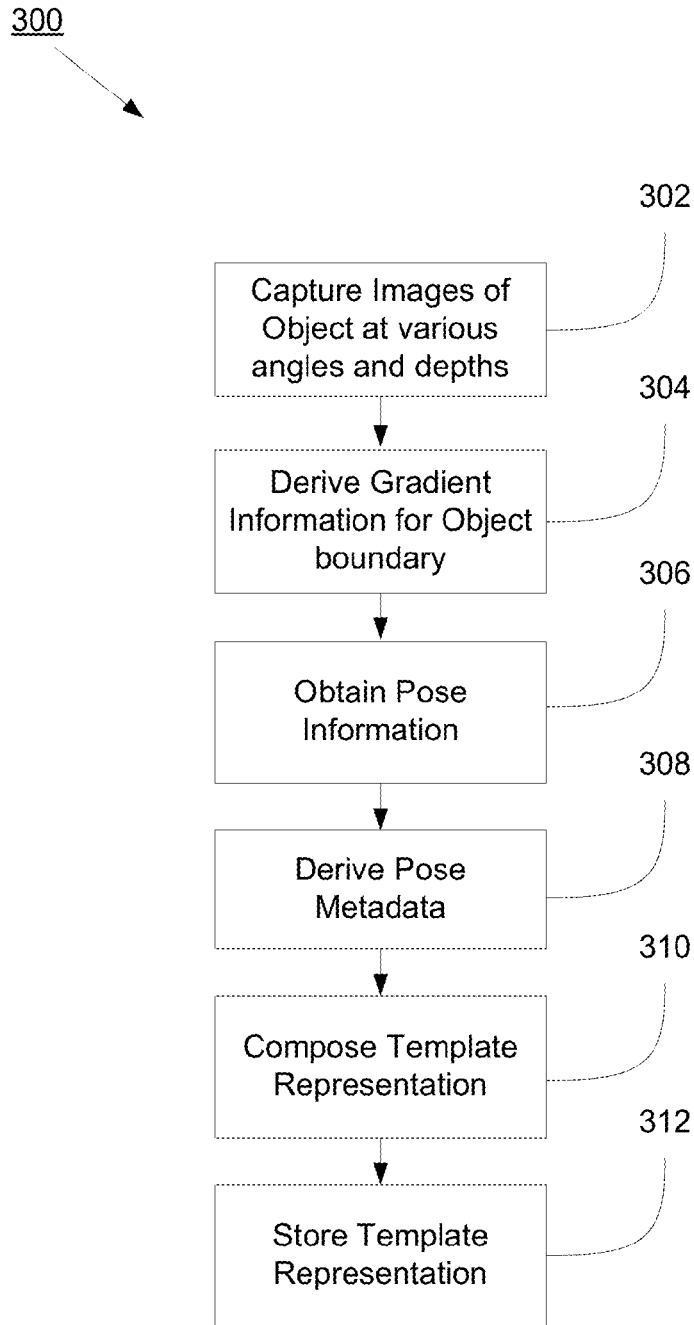 300
302
Capture Images of
Object at various
angles and depths
304
Derive Gradient
Information for Object
boundary
306
Obtain Pose
Information
308
Derive Pose
Metadata
310
Compose Template
Representation
312
Store Template
Representation